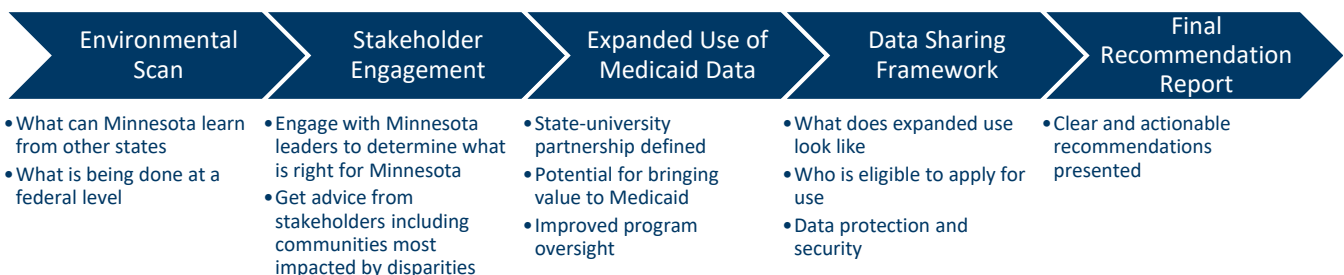 Environmental
Scan
Stakeholder
Engagement
Expanded Use of
Medicaid Data
Data Sharing
Framework
Final
Recommendation
Report
•What can Minnesota learn
from other states
•What is being done at a
federal level
•Engage with Minnesota
leaders to determine what
is right for Minnesota
•Get advice from
stakeholders including
communities most
impacted by disparities
•State-university
partnership defined
•Potential for bringing
value to Medicaid
•Improved program
oversight
•What does expanded use
look like
•Who is eligible to apply for
use
•Data protection and
security
•Clear and actionable
recommendations
presented